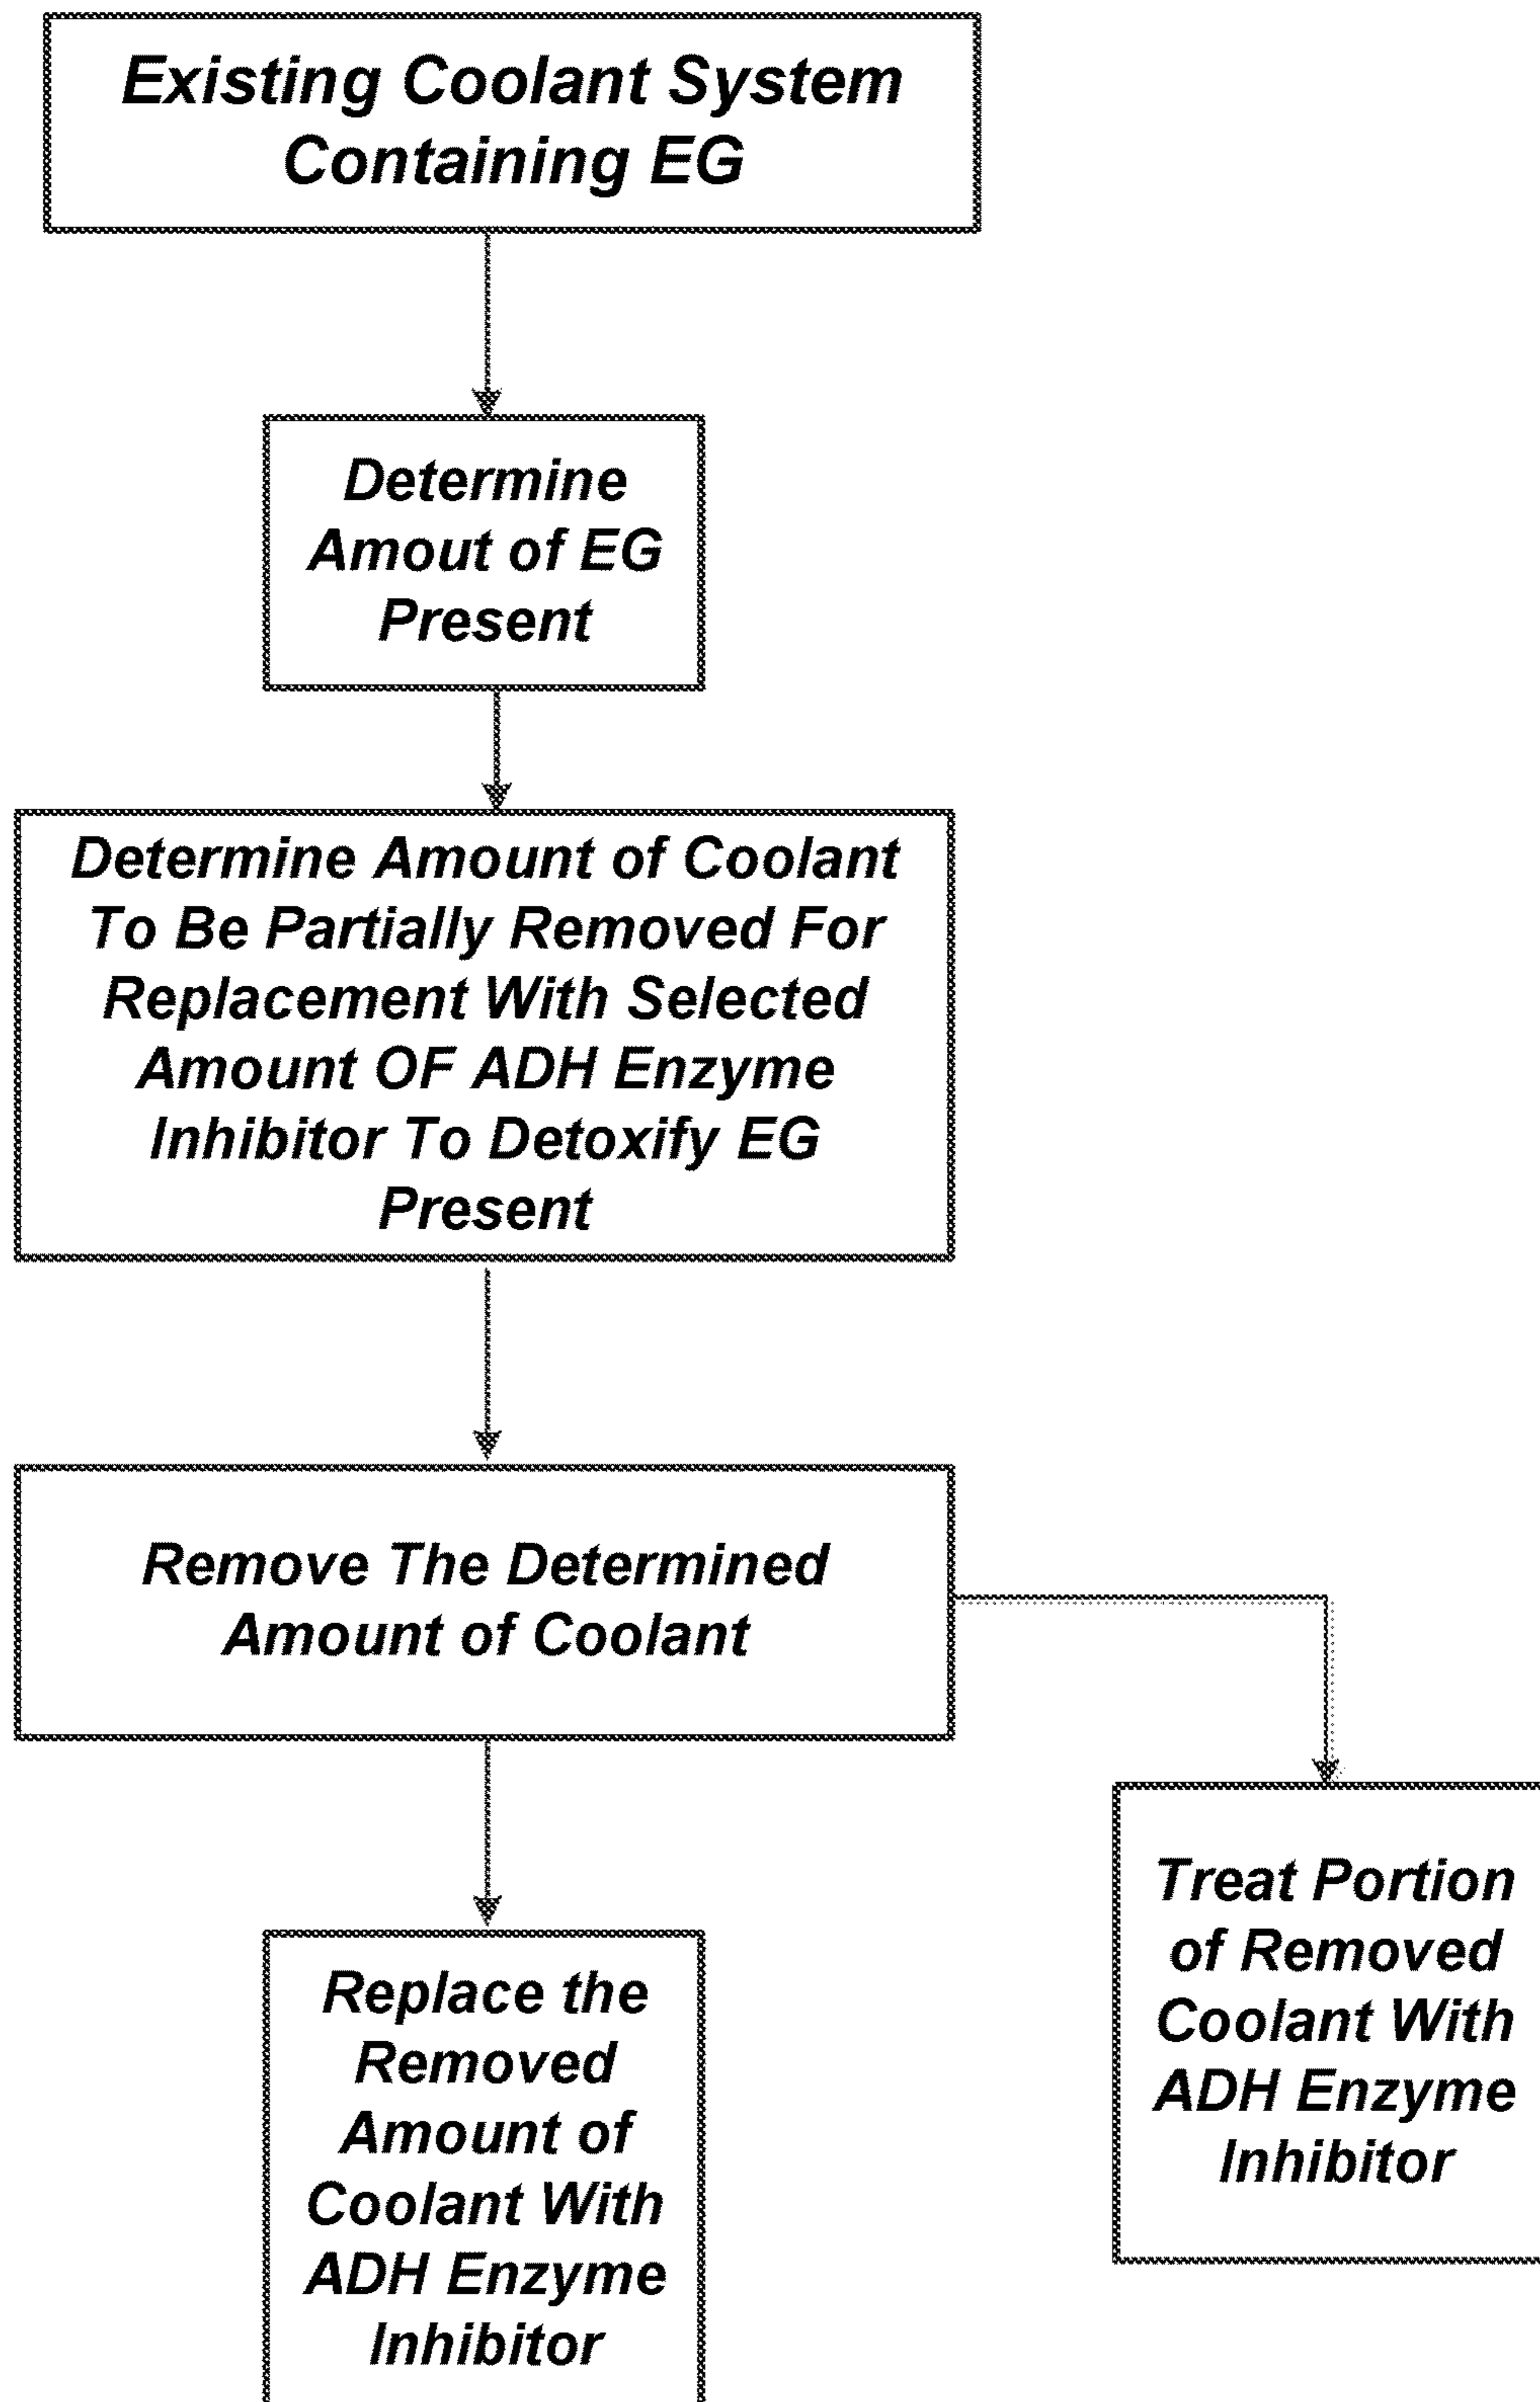 Existing Coolant System
Containing EG
Determine
Amout of EG
Present
Determine Amount of Coolant
To Be Partially Removed For
Replacement With Selected
Amount OF ADH Enzyme
Inhibitor To Detoxify EG
Present
Remove The Determined
Amount of Coolant
Treat Portion
of Removed
Coolant With
ADH Enzyme
Inhibitor
Replace the
Removed
Amount of
Coolant With
ADH Enzyme
Inhibitor